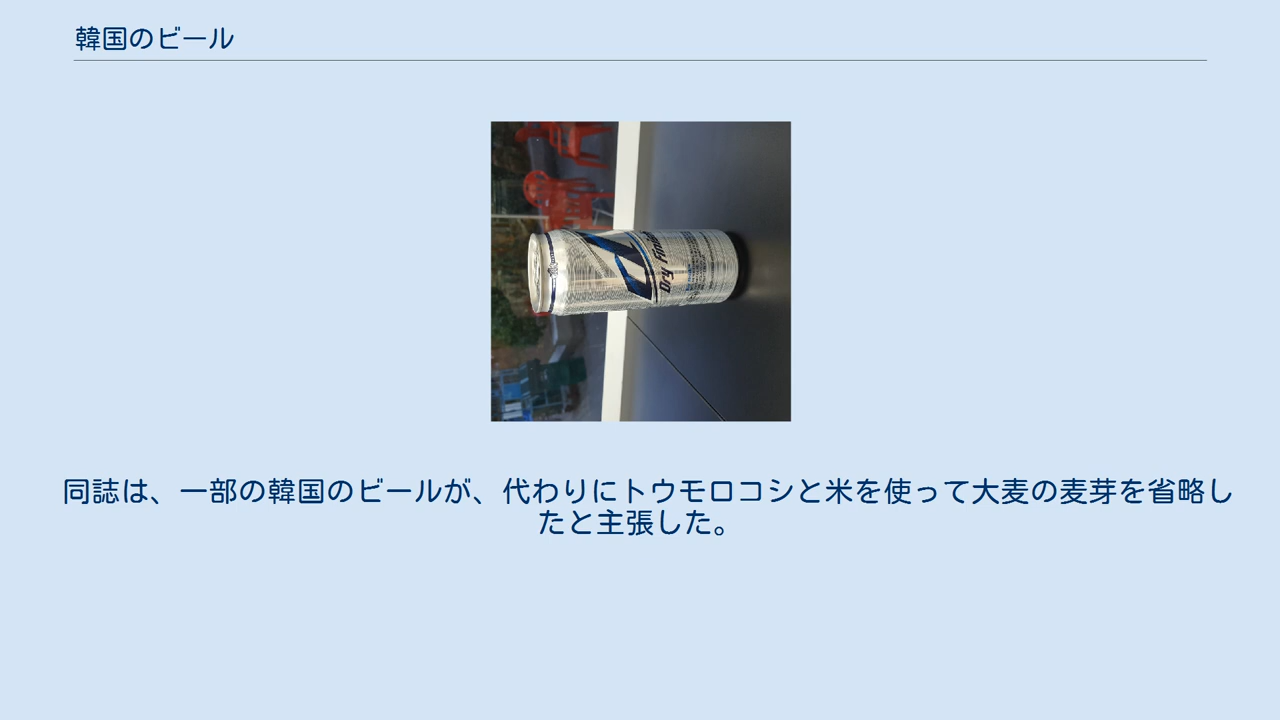 韓国のビール
Dry Finish
同誌は、一部の韓国のビールが、代わりにトウモロコシと米を使って大麦の麦芽を省略し
たと主張した。